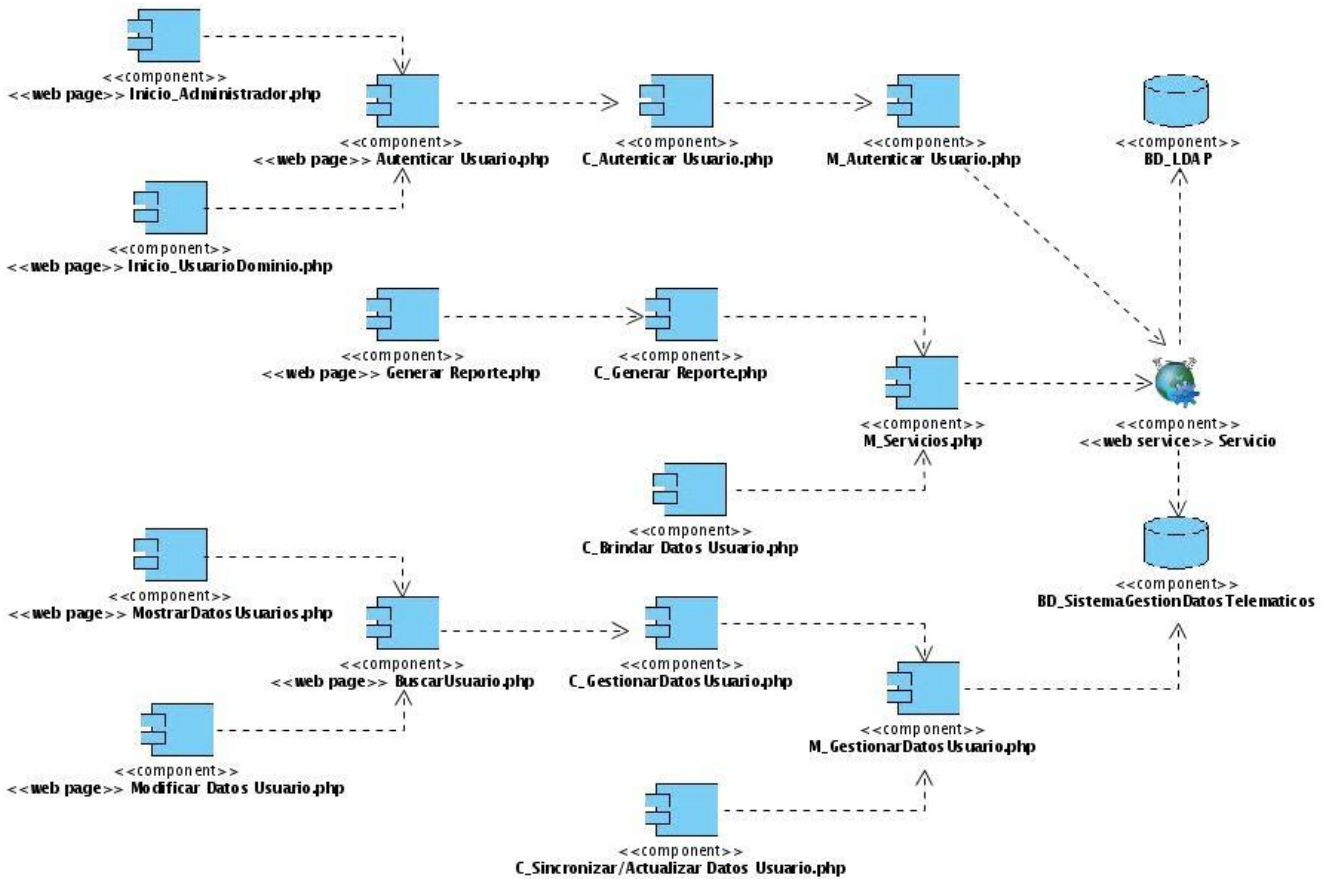 <<component>>
<<web page>> Inicio_Administrador.php
<<component>>
<<web page>> Autenticar Usuario.php
<<component>>
C_Autenticar Usuario.php
<<component>>
M_Autenticar Usuario.php
<<component>>
BD_LDAP
<<component>>
<<web page>> Inicio_UsuarioDominio.php
<<component>>
<<web page>> Generar Reporte.php
<<component>>
C_Generar Reporte.php
<<component>>
M_Servicios.php
<<component>>
<<web service>> Servicio
<<component>>
C_Brindar Datos Usuario.php
<<component>>
<<web page>> MostrarDatosUsuarios.php
<<component>>
BD_SistemaGestionDatosTelematicos
<<component>>
<<web page>> BuscarUsuario.php
<<component>>
C_GestionarDatosUsuario.php
<<component>>
M_GestionarDatosUsuario.php
<<component>>
<<web page>> Modificar Datos Usuario.php
<<component>>
C_Sincronizar/Actualizar Datos Usuario.php